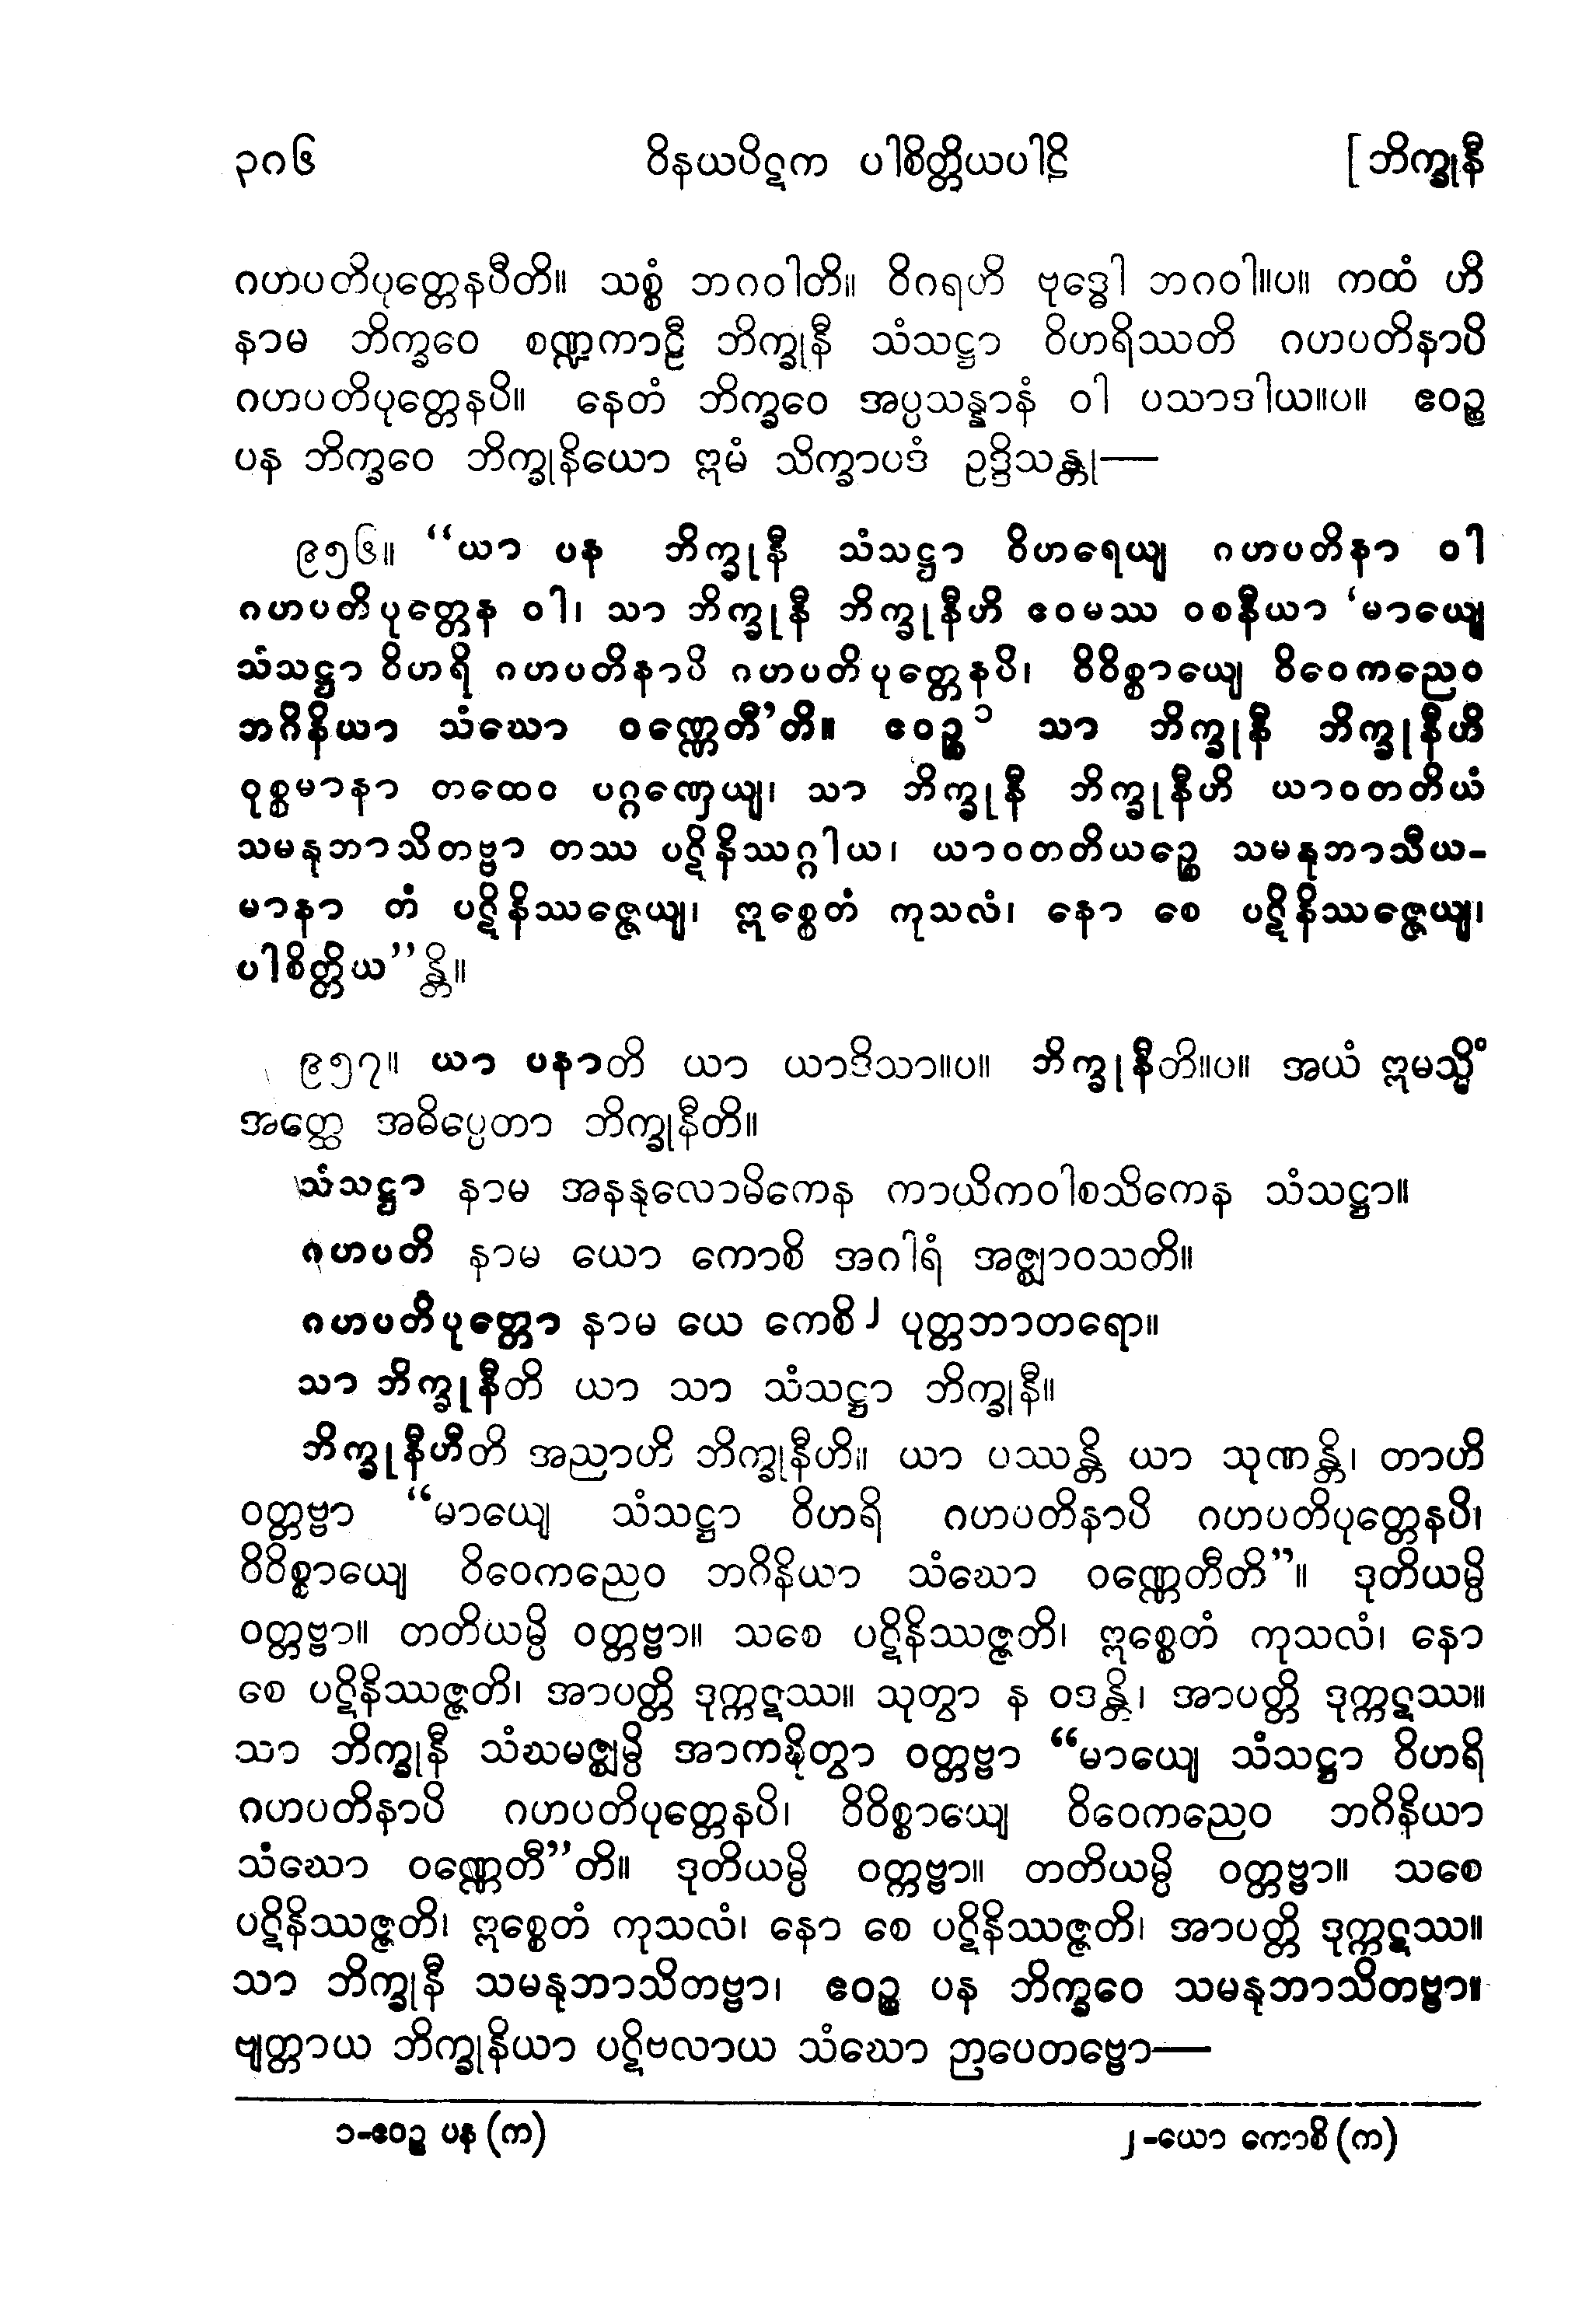 ၃၈၆ ဝိနယပိဋက ပါစိတ္တိယပါဠိ [ ဘိက္ခုနီ
ဂဟပတိပုတ္တေနပီတိ။ သစ္စံ ဘဂဝါတိ။ ဝိဂရဟိ ဗုဒ္ဓေါ ဘဂဝါ။ပ။ ကထံ ဟိ
နာမ ဘိက္ခဝေ စဏ္ဍကာဠီ ဘိက္ခုနီ သံသဋ္ဌာ ဝိဟရိဿတိ ဂဟပတိနာပိ
ဂဟပတိပုတ္တေနပိ။ နေတံ ဘိက္ခဝေ အပ္ပသန္နာနံ ဝါ ပသာဒါယ။ပ။ ဧဝဉ္စ
ပန ဘိက္ခဝေ ဘိက္ခုနိယော ဣမံ သိက္ခာပဒံ ဥဒ္ဒိသန္တု—
၉၅၆။ “ယာ ပန ဘိက္ခုနီ သံသဋ္ဌာ ဝိဟရေယျ ဂဟပတိနာ ဝါ
ဂဟပတိပုတ္တေန ဝါ၊ သာ ဘိက္ခုနီ ဘိက္ခုနီဟိ ဧဝမဿ ဝစနီယာ ‘မာယျေ
သံသဋ္ဌာ ဝိဟရိ ဂဟပတိနာပိ ဂဟပတိပုတ္တေနပိ၊ ဝိဝိစ္စာယျေ ဝိဝေကညေဝ
ဘဂိနိယာ သံဃော ဝဏ္ဏေတီ’တိ။ ဧဝဉ္စ၁ သာ ဘိက္ခုနီ ဘိက္ခုနီဟိ
ဝုစ္စမာနာ တထေဝ ပဂ္ဂဏှေယျ၊ သာ ဘိက္ခုနီ ဘိက္ခုနီဟိ ယာဝတတိယံ
သမနုဘာသိတဗ္ဗာ တဿ ပဋိနိဿဂ္ဂါယ၊ ယာဝတတိယဉ္စေ သမနုဘာသီယ-
မာနာ တံ ပဋိနိဿဇ္ဇေယျ၊ ဣစ္စေတံ ကုသလံ၊ နော စေ ပဋိနိဿဇ္ဇေယျ၊
ပါစိတ္တိယ”န္တိ။
၉၅၇။ ယာ ပနာတိ ယာ ယာဒိသာ။ပ။ ဘိက္ခုနီတိ။ပ။ အယံ ဣမသ္မိံ
အတ္ထေ အဓိပ္ပေတာ ဘိက္ခုနီတိ။
သံသဋ္ဌာ နာမ အနနုလောမိကေန ကာယိကဝါစသိကေန သံသဋ္ဌာ။
ဂဟပတိ နာမ ယော ကောစိ အဂါရံ အဇ္ဈာဝသတိ။
ဂဟပတိပုတ္တော နာမ ယေ ကေစိ၂ ပုတ္တဘာတရော။
သာ ဘိက္ခုနီတိ ယာ သာ သံသဋ္ဌာ ဘိက္ခုနီ။
ဘိက္ခုနီဟီတိ အညာဟိ ဘိက္ခုနီဟိ။ ယာ ပဿန္တိ ယာ သုဏန္တိ၊ တာဟိ
ဝတ္တဗ္ဗာ “မာယျေ သံသဋ္ဌာ ဝိဟရိ ဂဟပတိနာပိ ဂဟပတိပုတ္တေနပိ၊
ဝိဝိစ္စာယျေ ဝိဝေကညေဝ ဘဂိနိယာ သံဃော ဝဏ္ဏေတီတိ”။ ဒုတိယမ္ပိ
ဝတ္တဗ္ဗာ။ တတိယမ္ပိ ဝတ္တဗ္ဗာ။ သစေ ပဋိနိဿဇ္ဇတိ၊ ဣစ္စေတံ ကုသလံ၊ နော
စေ ပဋိနိဿဇ္ဇတိ၊ အာပတ္တိ ဒုက္ကဋဿ။ သုတွာ န ဝဒန္တိ၊ အာပတ္တိ ဒုက္ကဋဿ။
သာ ဘိက္ခုနီ သံဃမဇ္ဈမ္ပိ အာကဍ္ဎိတွာ ဝတ္တဗ္ဗာ “မာယျေ သံသဋ္ဌာ ဝိဟရိ
ဂဟပတိနာပိ ဂဟပတိပုတ္တေနပိ၊ ဝိဝိစ္စာယျေ ဝိဝေကညေဝ ဘဂိနိယာ
သံဃော ဝဏ္ဏေတီ”တိ။ ဒုတိယမ္ပိ ဝတ္တဗ္ဗာ။ တတိယမ္ပိ ဝတ္တဗ္ဗာ။ သစေ
ပဋိနိဿဇ္ဇတိ၊ ဣစ္စေတံ ကုသလံ၊ နော စေ ပဋိနိဿဇ္ဇတိ၊ အာပတ္တိ ဒုက္ကဋဿ။
သာ ဘိက္ခုနီ သမနုဘာသိတဗ္ဗာ၊ ဧဝဉ္စ ပန ဘိက္ခဝေ သမနုဘာသိတဗ္ဗာ။
ဗျတ္တာယ ဘိက္ခုနိယာ ပဋိဗလာယ သံဃော ဉာပေတဗ္ဗော—
၁-ဧဝဉ္စ ပန (က) ၂-ယော ကောစိ (က)